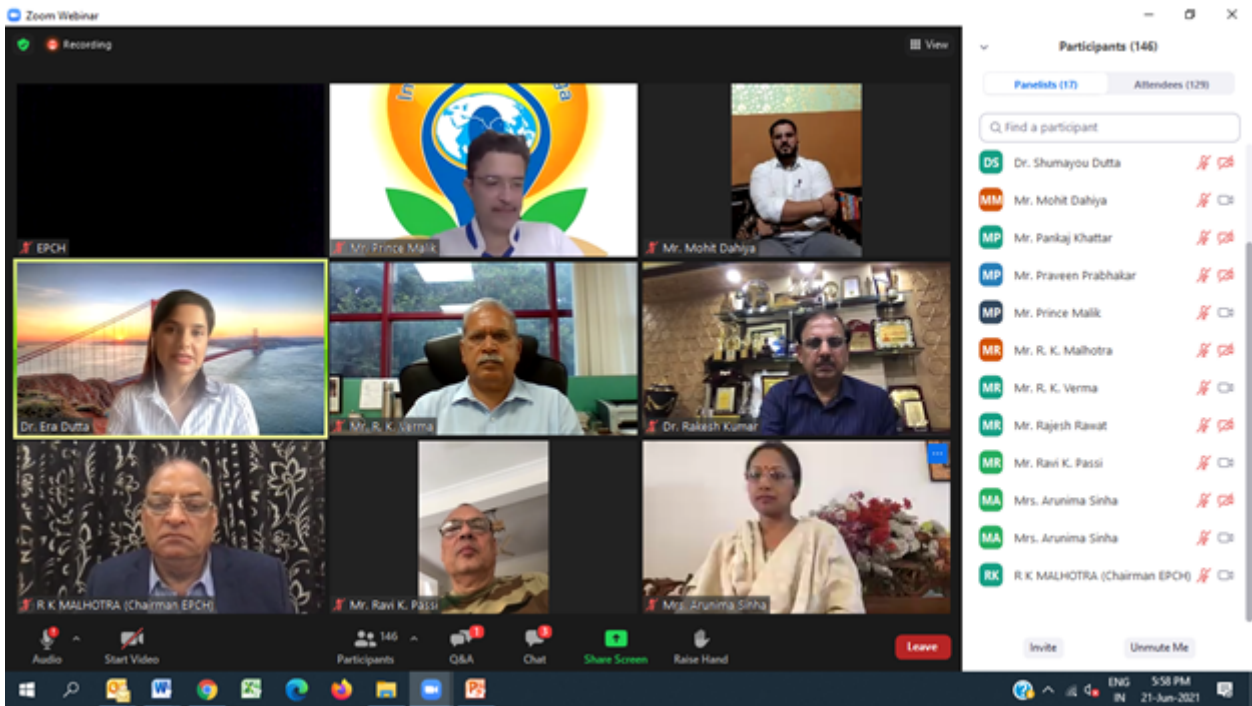 Zoom Webinar
Recording
View
EPCH
Mr. Prince Malik
Mr. Mohit Dahiya
Dr. Era Dutta
Mr. R. K. Verma
Dr. Rakesh Kumar
R K MALHOTRA (Chairman EPCH)
Mr. Ravi K. Passi
Mrs. Arunima Sinha
Audio
Start Video
146
Participants
1
Q&A
3
Chat
Share Screen
Raise Hand
Leave
Participants (146)
Panelists (17)
Attendees (129)
Find a participant
DS Dr. Shumayou Dutta
MM Mr. Mohit Dahiya
MP Mr. Pankaj Khattar
MP Mr. Praveen Prabhakar
MP Mr. Prince Malik
MR Mr. R. K. Malhotra
MR Mr. R. K. Verma
MR Mr. Rajesh Rawat
MR Mr. Ravi K. Passi
MA Mrs. Arunima Sinha
MA Mrs. Arunima Sinha
RK R K MALHOTRA (Chairman EPCH)
Invite
Unmute Me
ENG
IN
5:58 PM
21-Jun-2021